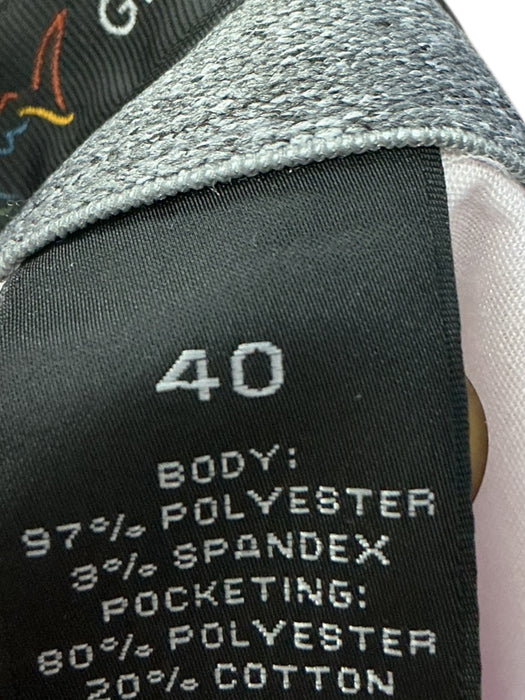 40
BODY:
97% POLYESTER
3% SPANDEX
POCKETING:
80% POLYESTER
20% COTTON